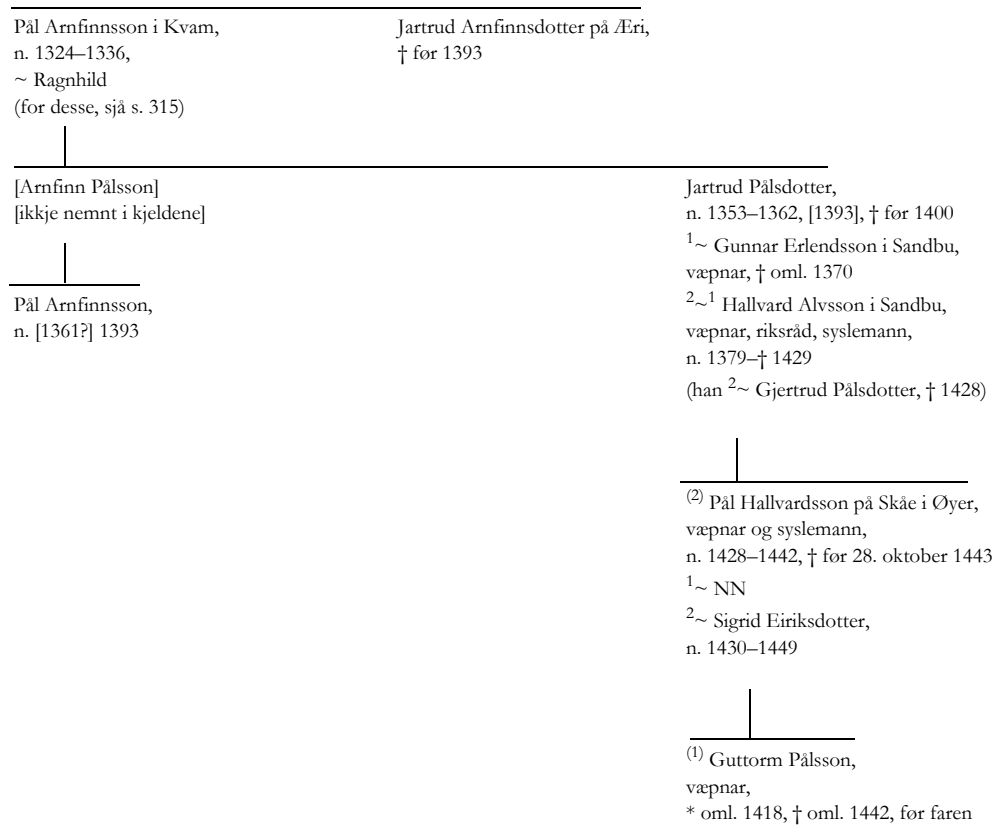 Pål Arnfinnsson i Kvam,
n. 1324–1336,
~ Ragnhild
(for desse, sjå s. 315)
Jartrud Arnfinnsdotter på Æri,
† før 1393
[Arnfinn Pålsson]
[ikkje nemnt i kjeldene]
Jartrud Pålsdotter,
n. 1353–1362, [1393], † før 1400
1~ Gunnar Erlendsson i Sandbu,
væpnar, † oml. 1370
2~1 Hallvard Alvsson i Sandbu,
væpnar, riksråd, syslemann,
n. 1379–† 1429
(han 2~ Gjertrud Pålsdotter, † 1428)
Pål Arnfinnsson,
n. [1361?] 1393
(2) Pål Hallvardsson på Skåe i Øyer,
væpnar og syslemann,
n. 1428–1442, † før 28. oktober 1443
1~ NN
2~ Sigrid Eiriksdotter,
n. 1430–1449
(1) Guttorm Pålsson,
væpnar,
* oml. 1418, † oml. 1442, før faren